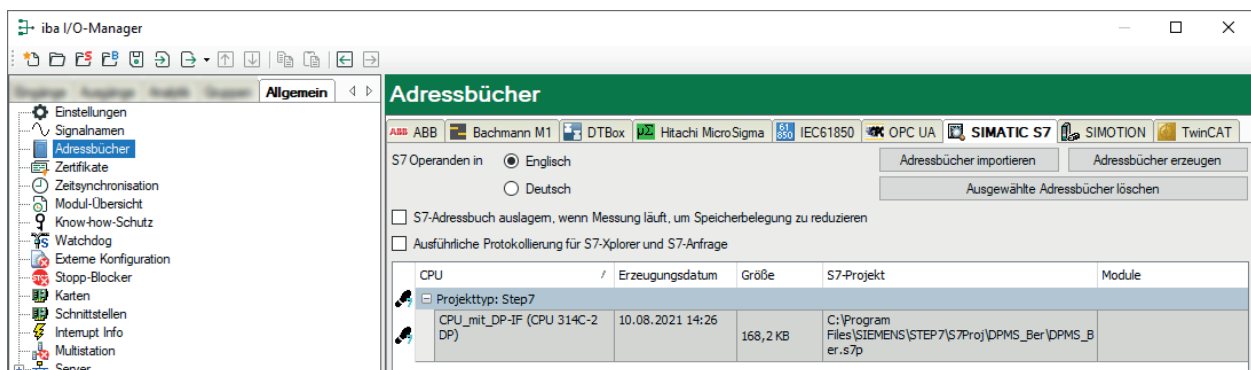 iba I/O-Manager
Allgemein
Einstellungen
Signalnamen
Adressbücher
Zertifikate
Zeitsynchronisation
Modul-Übersicht
Know-how-Schutz
Watchdog
Externe Konfiguration
Stopp-Blocker
Karten
Schnittstellen
Interrupt Info
Multistation
Server
Adressbücher
ABB ABB Bachmann M1 DTBox µΣ Hitachi MicroSigma 61 850 IEC61850 OPC UA SIMATIC S7 SIMOTION TwinCAT
S7 Operanden in Englisch Adressbücher importieren Adressbücher erzeugen
Deutsch Ausgewählte Adressbücher löschen
S7-Adressbuch auslagern, wenn Messung läuft, um Speicherbelegung zu reduzieren
Ausführliche Protokollierung für S7-Xplorer und S7-Anfrage
CPU Erzeugungsdatum Größe S7-Projekt Module
Projekttyp: Step7
CPU_mit_DP-IF (CPU 314C-2 10.08.2021 14:26 168,2 KB C:\Program
DP) Files\SIEMENS\STEP7\S7Proj\DPMS_Ber\DPMS_B
er.s7p